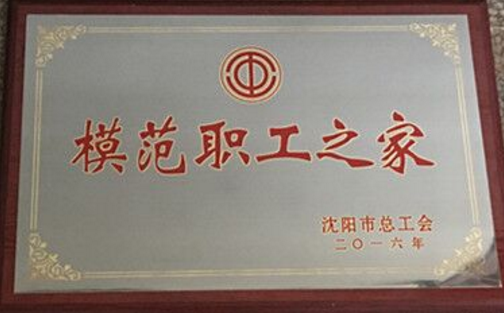 模范职工之家
沈阳市总工会
二〇一六年